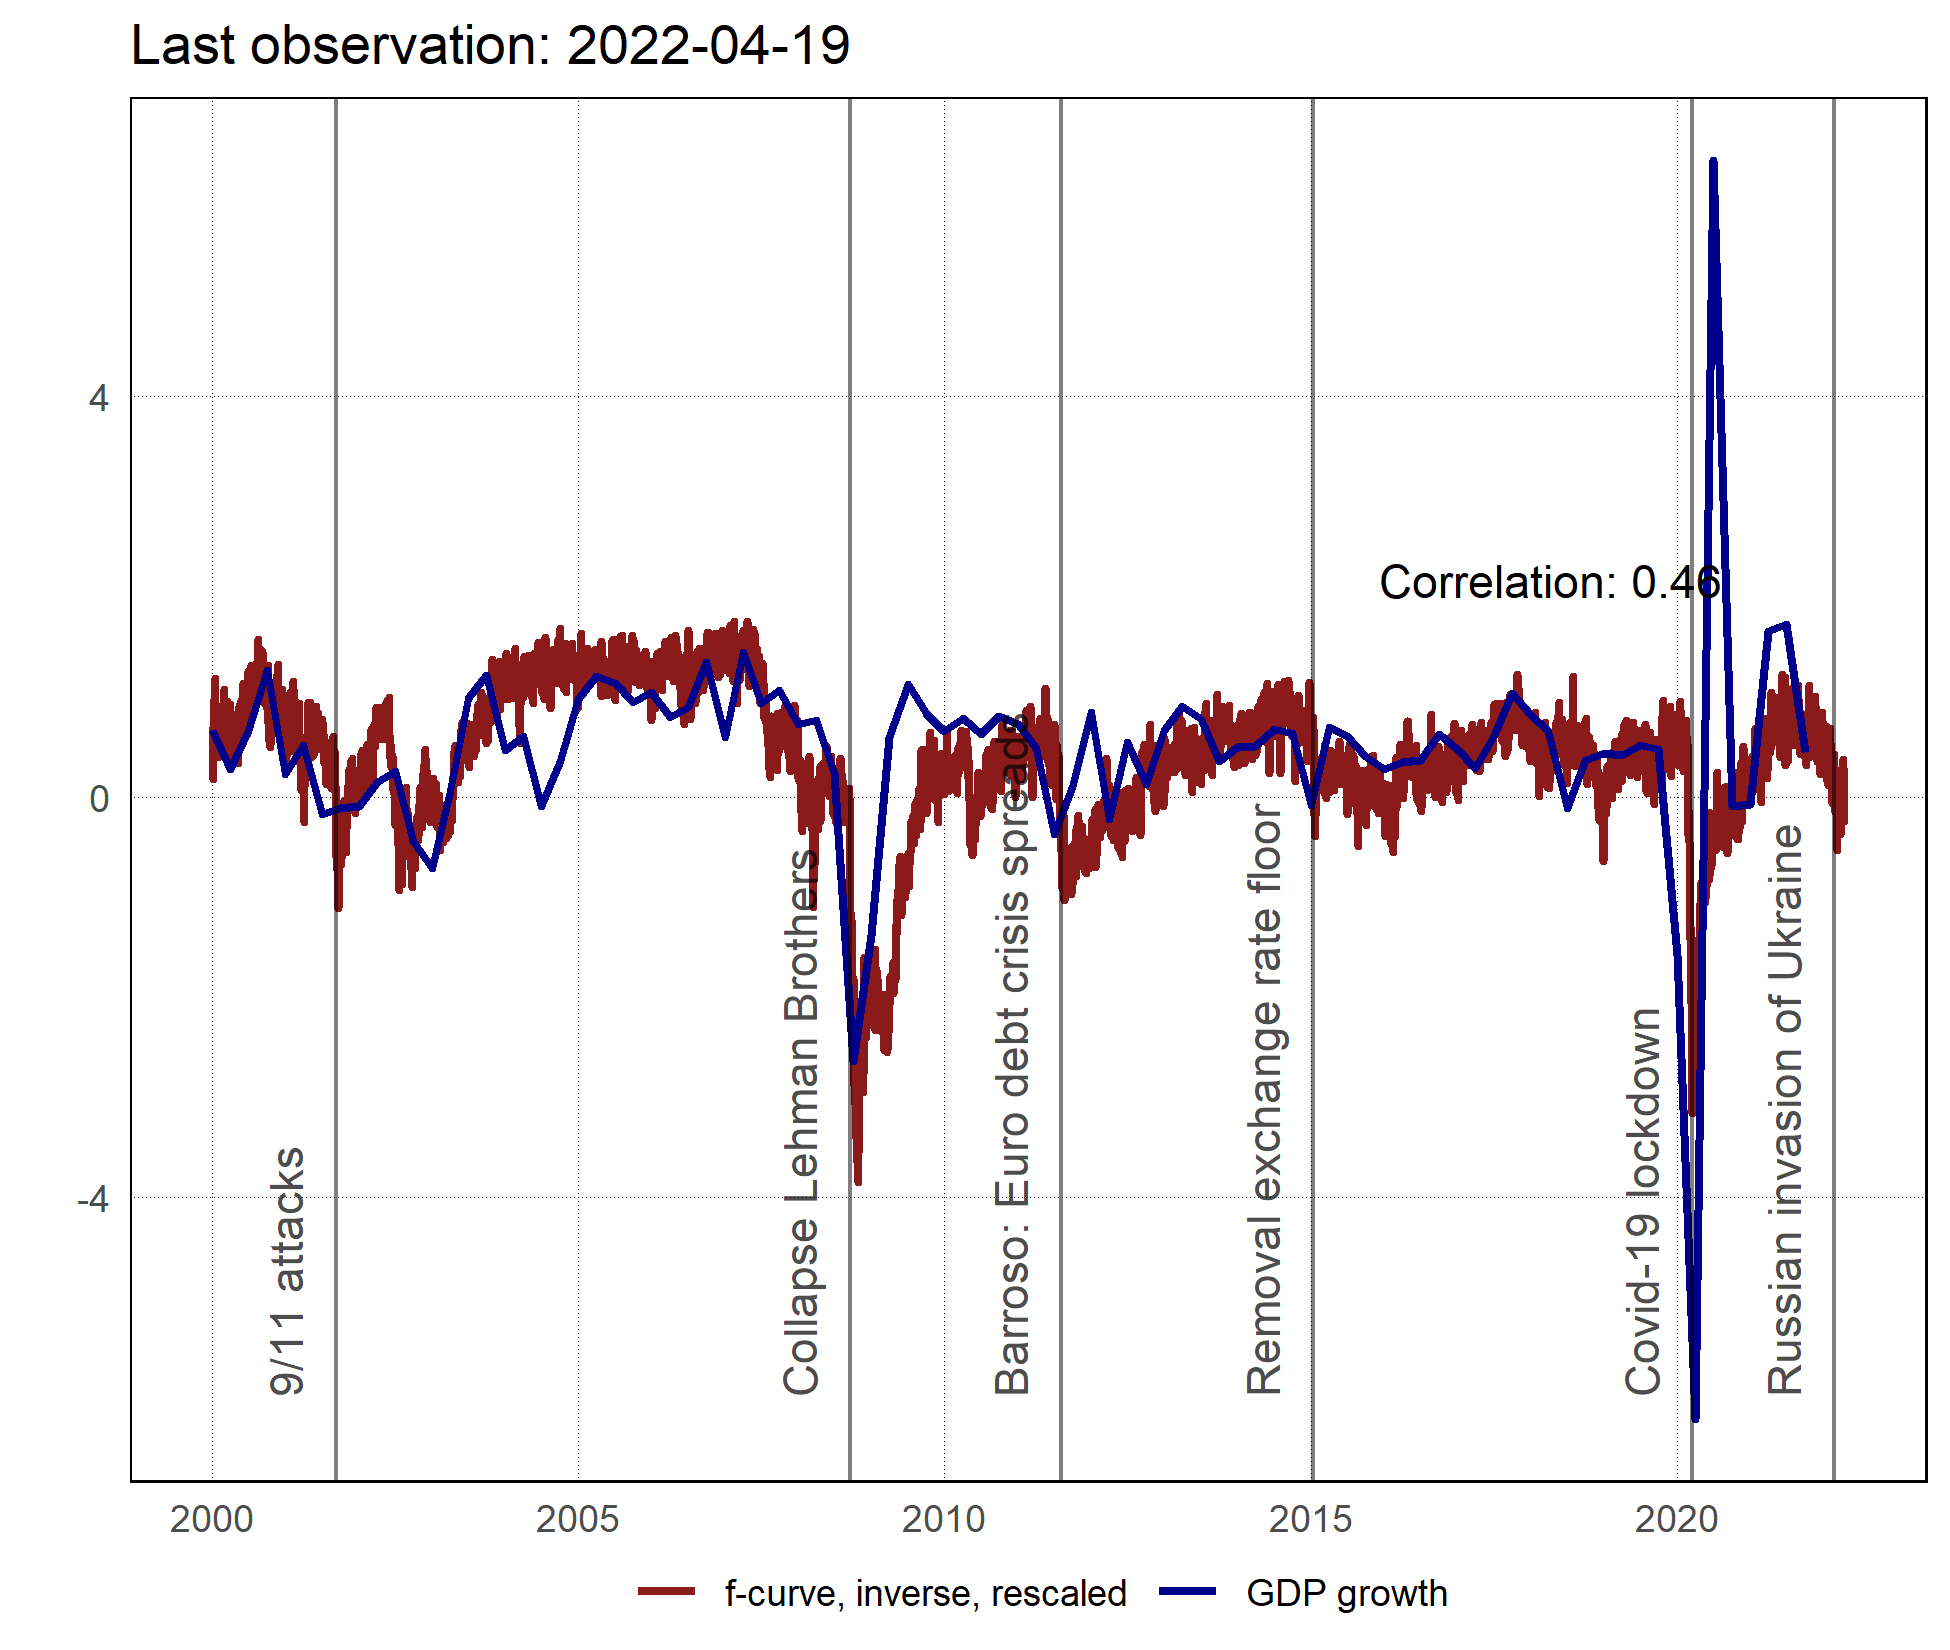 Last observation: 2022-04-19
4
0
-4
Correlation: 0.46
9/11 attacks
Collapse Lehman Brothers
Barroso: Euro debt crisis spreads
Removal exchange rate floor
Covid-19 lockdown
Russian invasion of Ukraine
2000
2005
2010
2015
2020
f-curve, inverse, rescaled
GDP growth